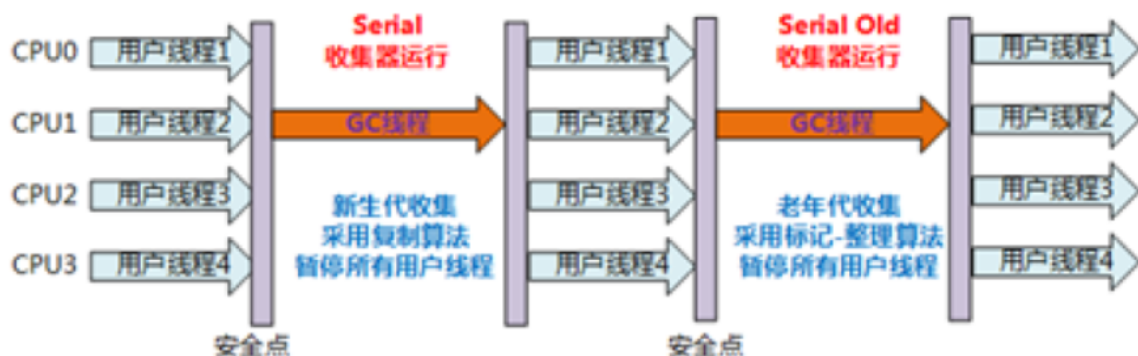 Serial
收集器运行
Serial Old
收集器运行
CPU0 用户线程1 用户线程1 用户线程1
CPU1 用户线程2 GC线程 用户线程2 GC线程 用户线程2
CPU2 用户线程3 用户线程3 用户线程3
CPU3 用户线程4 用户线程4 用户线程4
新生代收集
采用复制算法
暂停所有用户线程
老年代收集
采用标记-整理算法
暂停所有用户线程
安全点
安全点